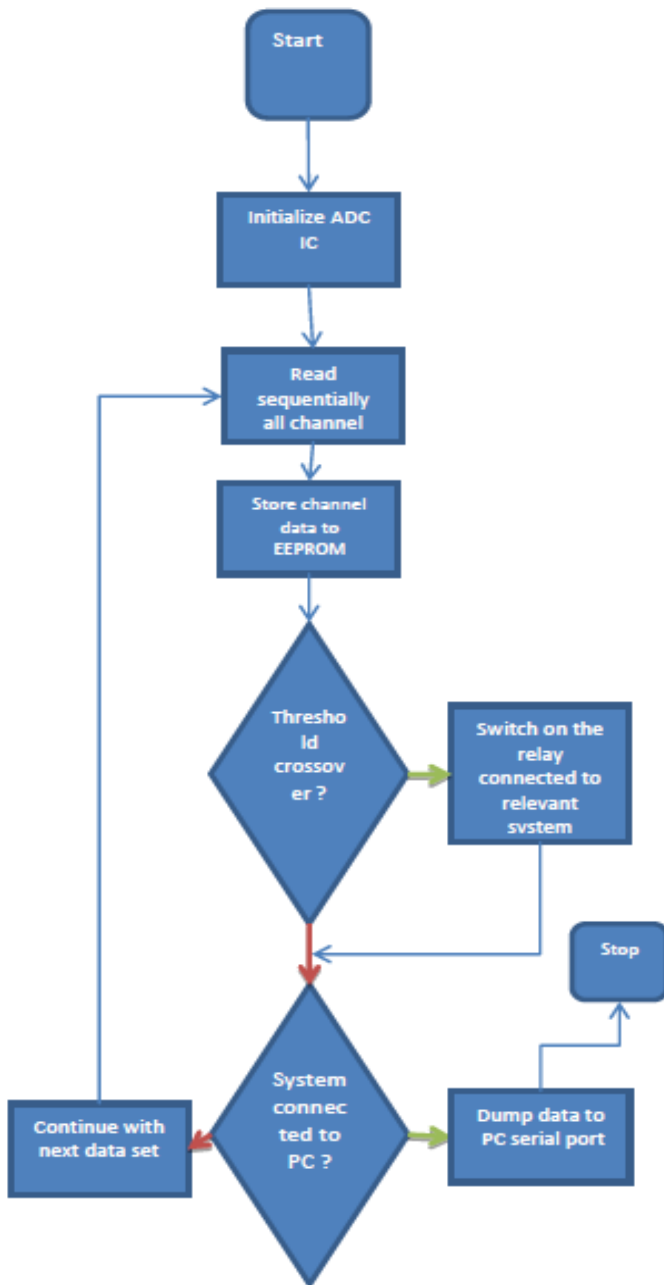 Start
Initialize ADC
IC
Read
sequentially
all channel
Store channel
data to
EEPROM
Thresho
ld
crossov
er ?
Switch on the
relay
connected to
relevant
system
Stop
System
connec
ted to
PC ?
Dump data to
PC serial port
Continue with
next data set